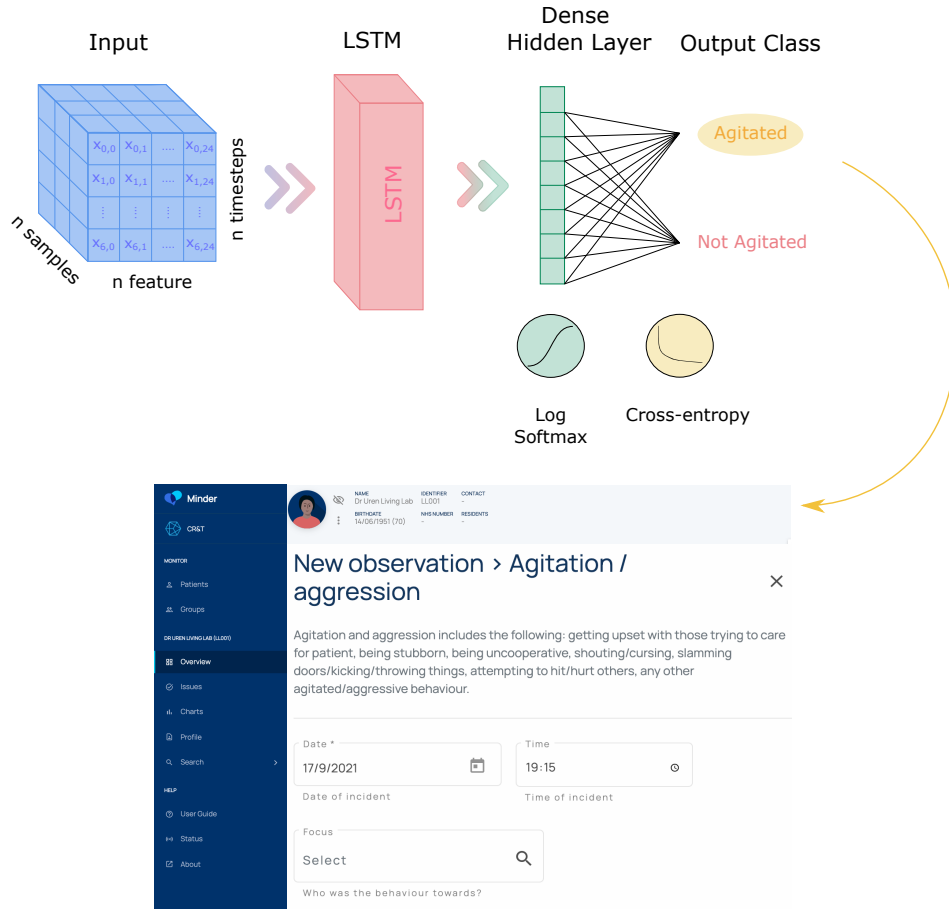 Input
LSTM
Dense
Hidden Layer
Output Class
x0,0 x0,1 .... x0,24
x1,0 x1,1 .... x1,24
⋮ ⋮ ⋮ ⋮
x6,0 x6,1 .... x6,24
n samples
n feature
n timesteps
LSTM
Agitated
Not Agitated
Log
Softmax
Cross-entropy
Minder
CR&T
MONITOR
Patients
Groups
DR UREN LIVING LAB (LL001)
Overview
Issues
Charts
Profile
Search
HELP
User Guide
Status
About
NAME IDENTIFIER CONTACT
Dr Uren Living Lab LL001 -
BIRTHDATE NHS NUMBER RESIDENTS
14/06/1951 (70) - -
New observation > Agitation /
aggression
Agitation and aggression includes the following: getting upset with those trying to care
for patient, being stubborn, being uncooperative, shouting/cursing, slamming
doors/kicking/throwing things, attempting to hit/hurt others, any other
agitated/aggressive behaviour.
Date * Time
17/9/2021 19:15
Date of incident Time of incident
Focus
Select
Who was the behaviour towards?